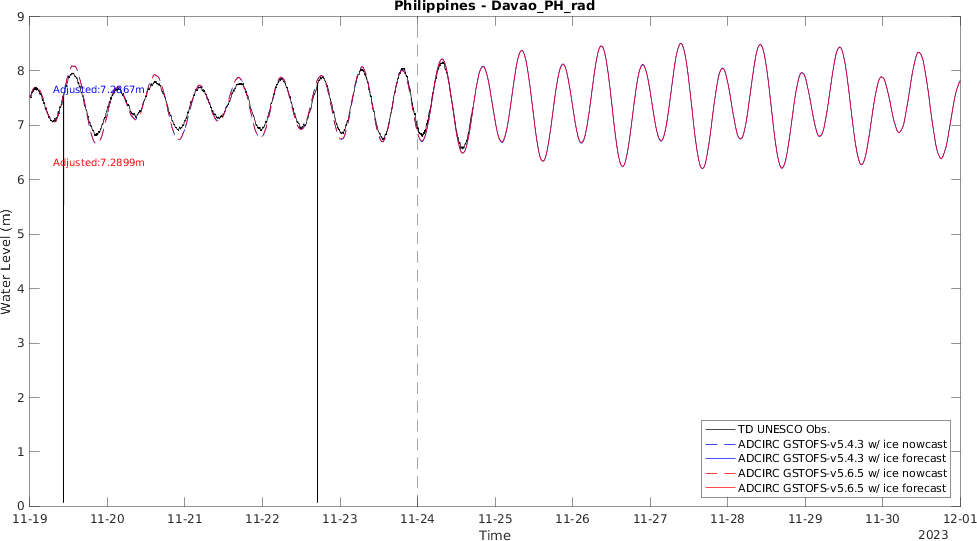 Philippines - Davao_PH_rad
Water Level (m)
9
8
7
6
5
4
3
2
1
0
Adjusted:7.2867m
Adjusted:7.2899m
TD UNESCO Obs.
ADCIRC GSTOFS-v5.4.3 w/ ice nowcast
ADCIRC GSTOFS-v5.4.3 w/ ice forecast
ADCIRC GSTOFS-v5.6.5 w/ ice nowcast
ADCIRC GSTOFS-v5.6.5 w/ ice forecast
11-19 11-20 11-21 11-22 11-23 11-24 11-25 11-26 11-27 11-28 11-29 11-30 12-01
Time
2023